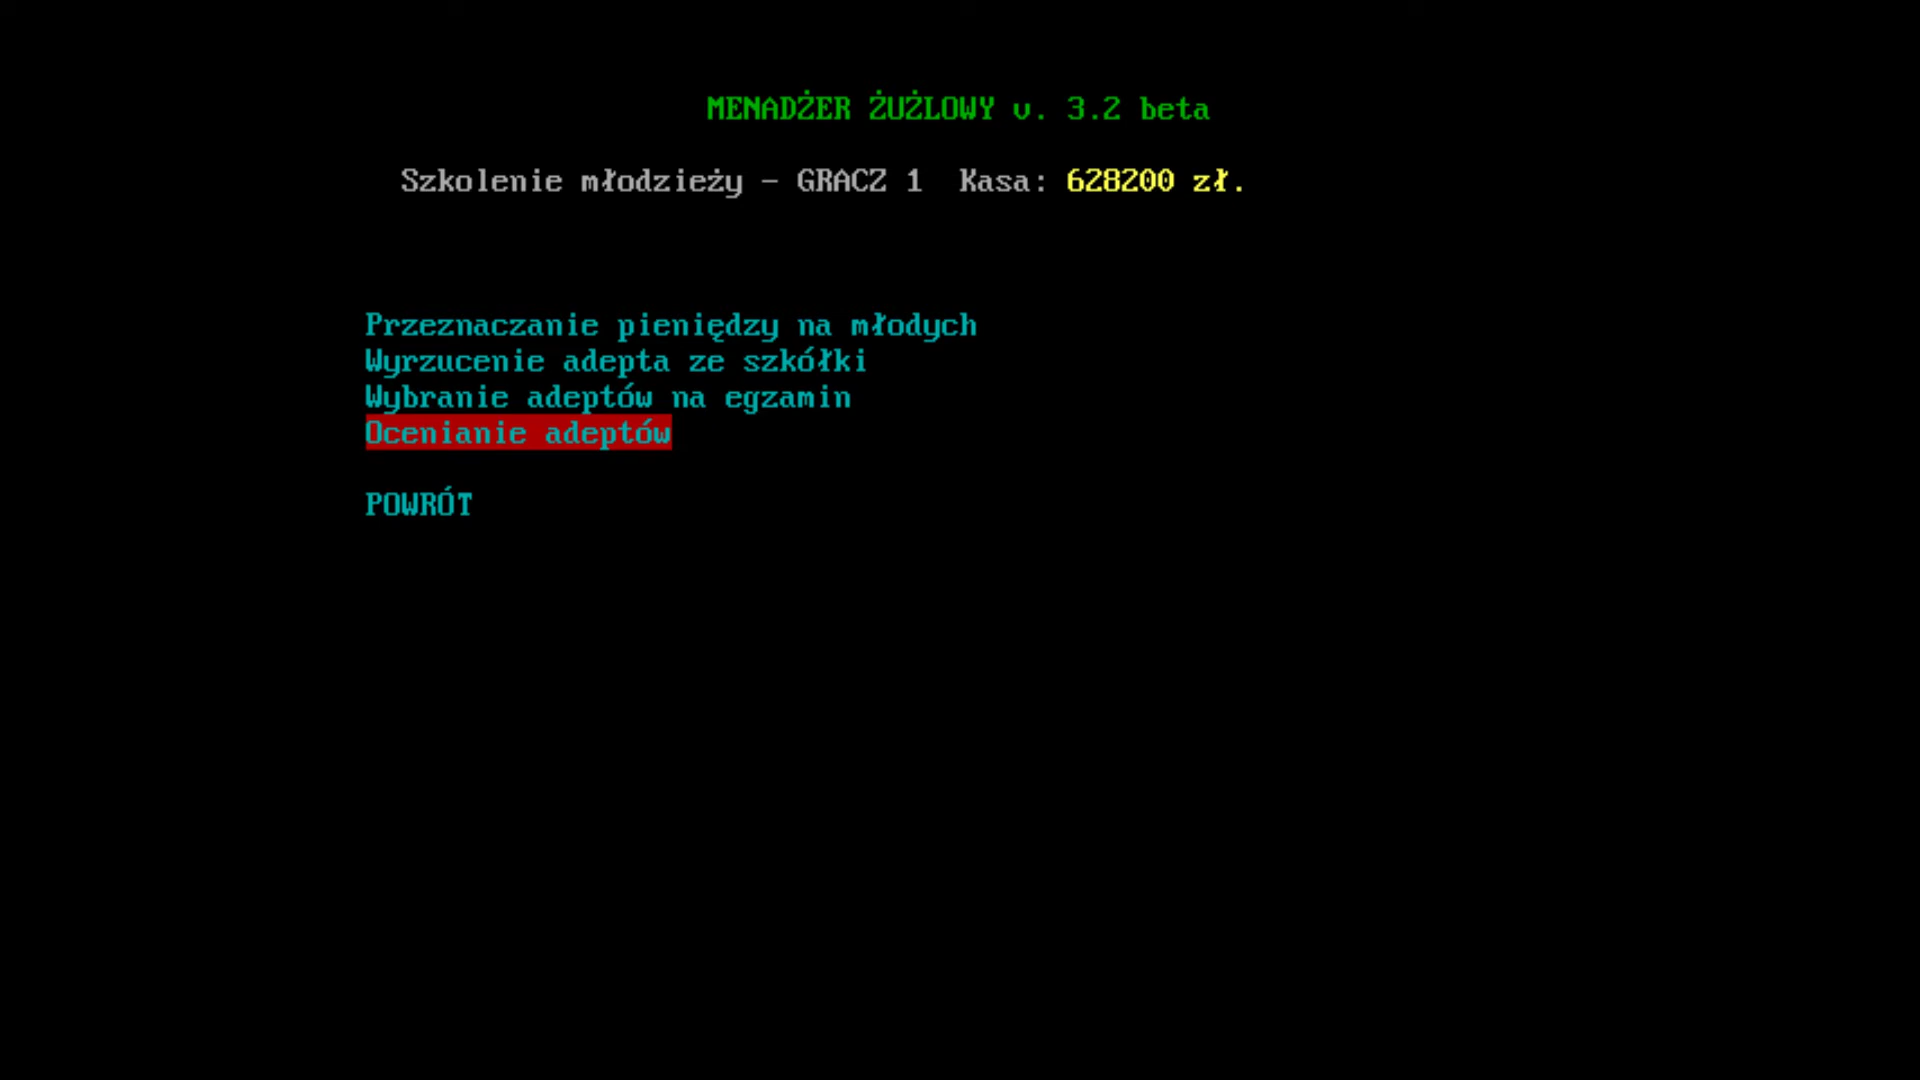 MENADŻER ŻUŻLOWY v. 3.2 beta
Szkolenie młodzieży - GRACZ 1 Kasa: 628200 zł.
Przeznaczanie pieniędzy na młodych
Wyrzucenie adepta ze szkółki
Wybranie adeptów na egzamin
Ocenianie adeptów
POWRÓT